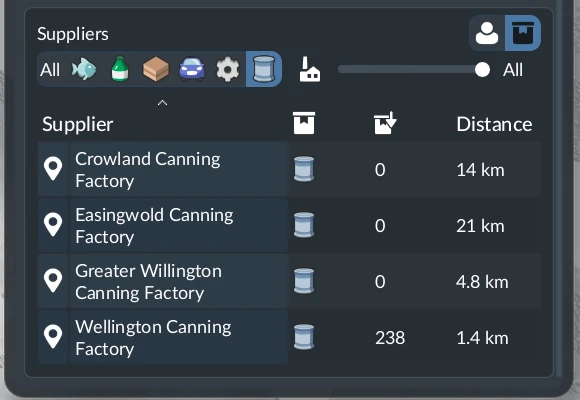 Suppliers
All
All
Supplier
Distance
Crowland Canning
Factory
0
14 km
Easingwold Canning
Factory
0
21 km
Greater Willington
Canning Factory
0
4.8 km
Wellington Canning
Factory
238
1.4 km